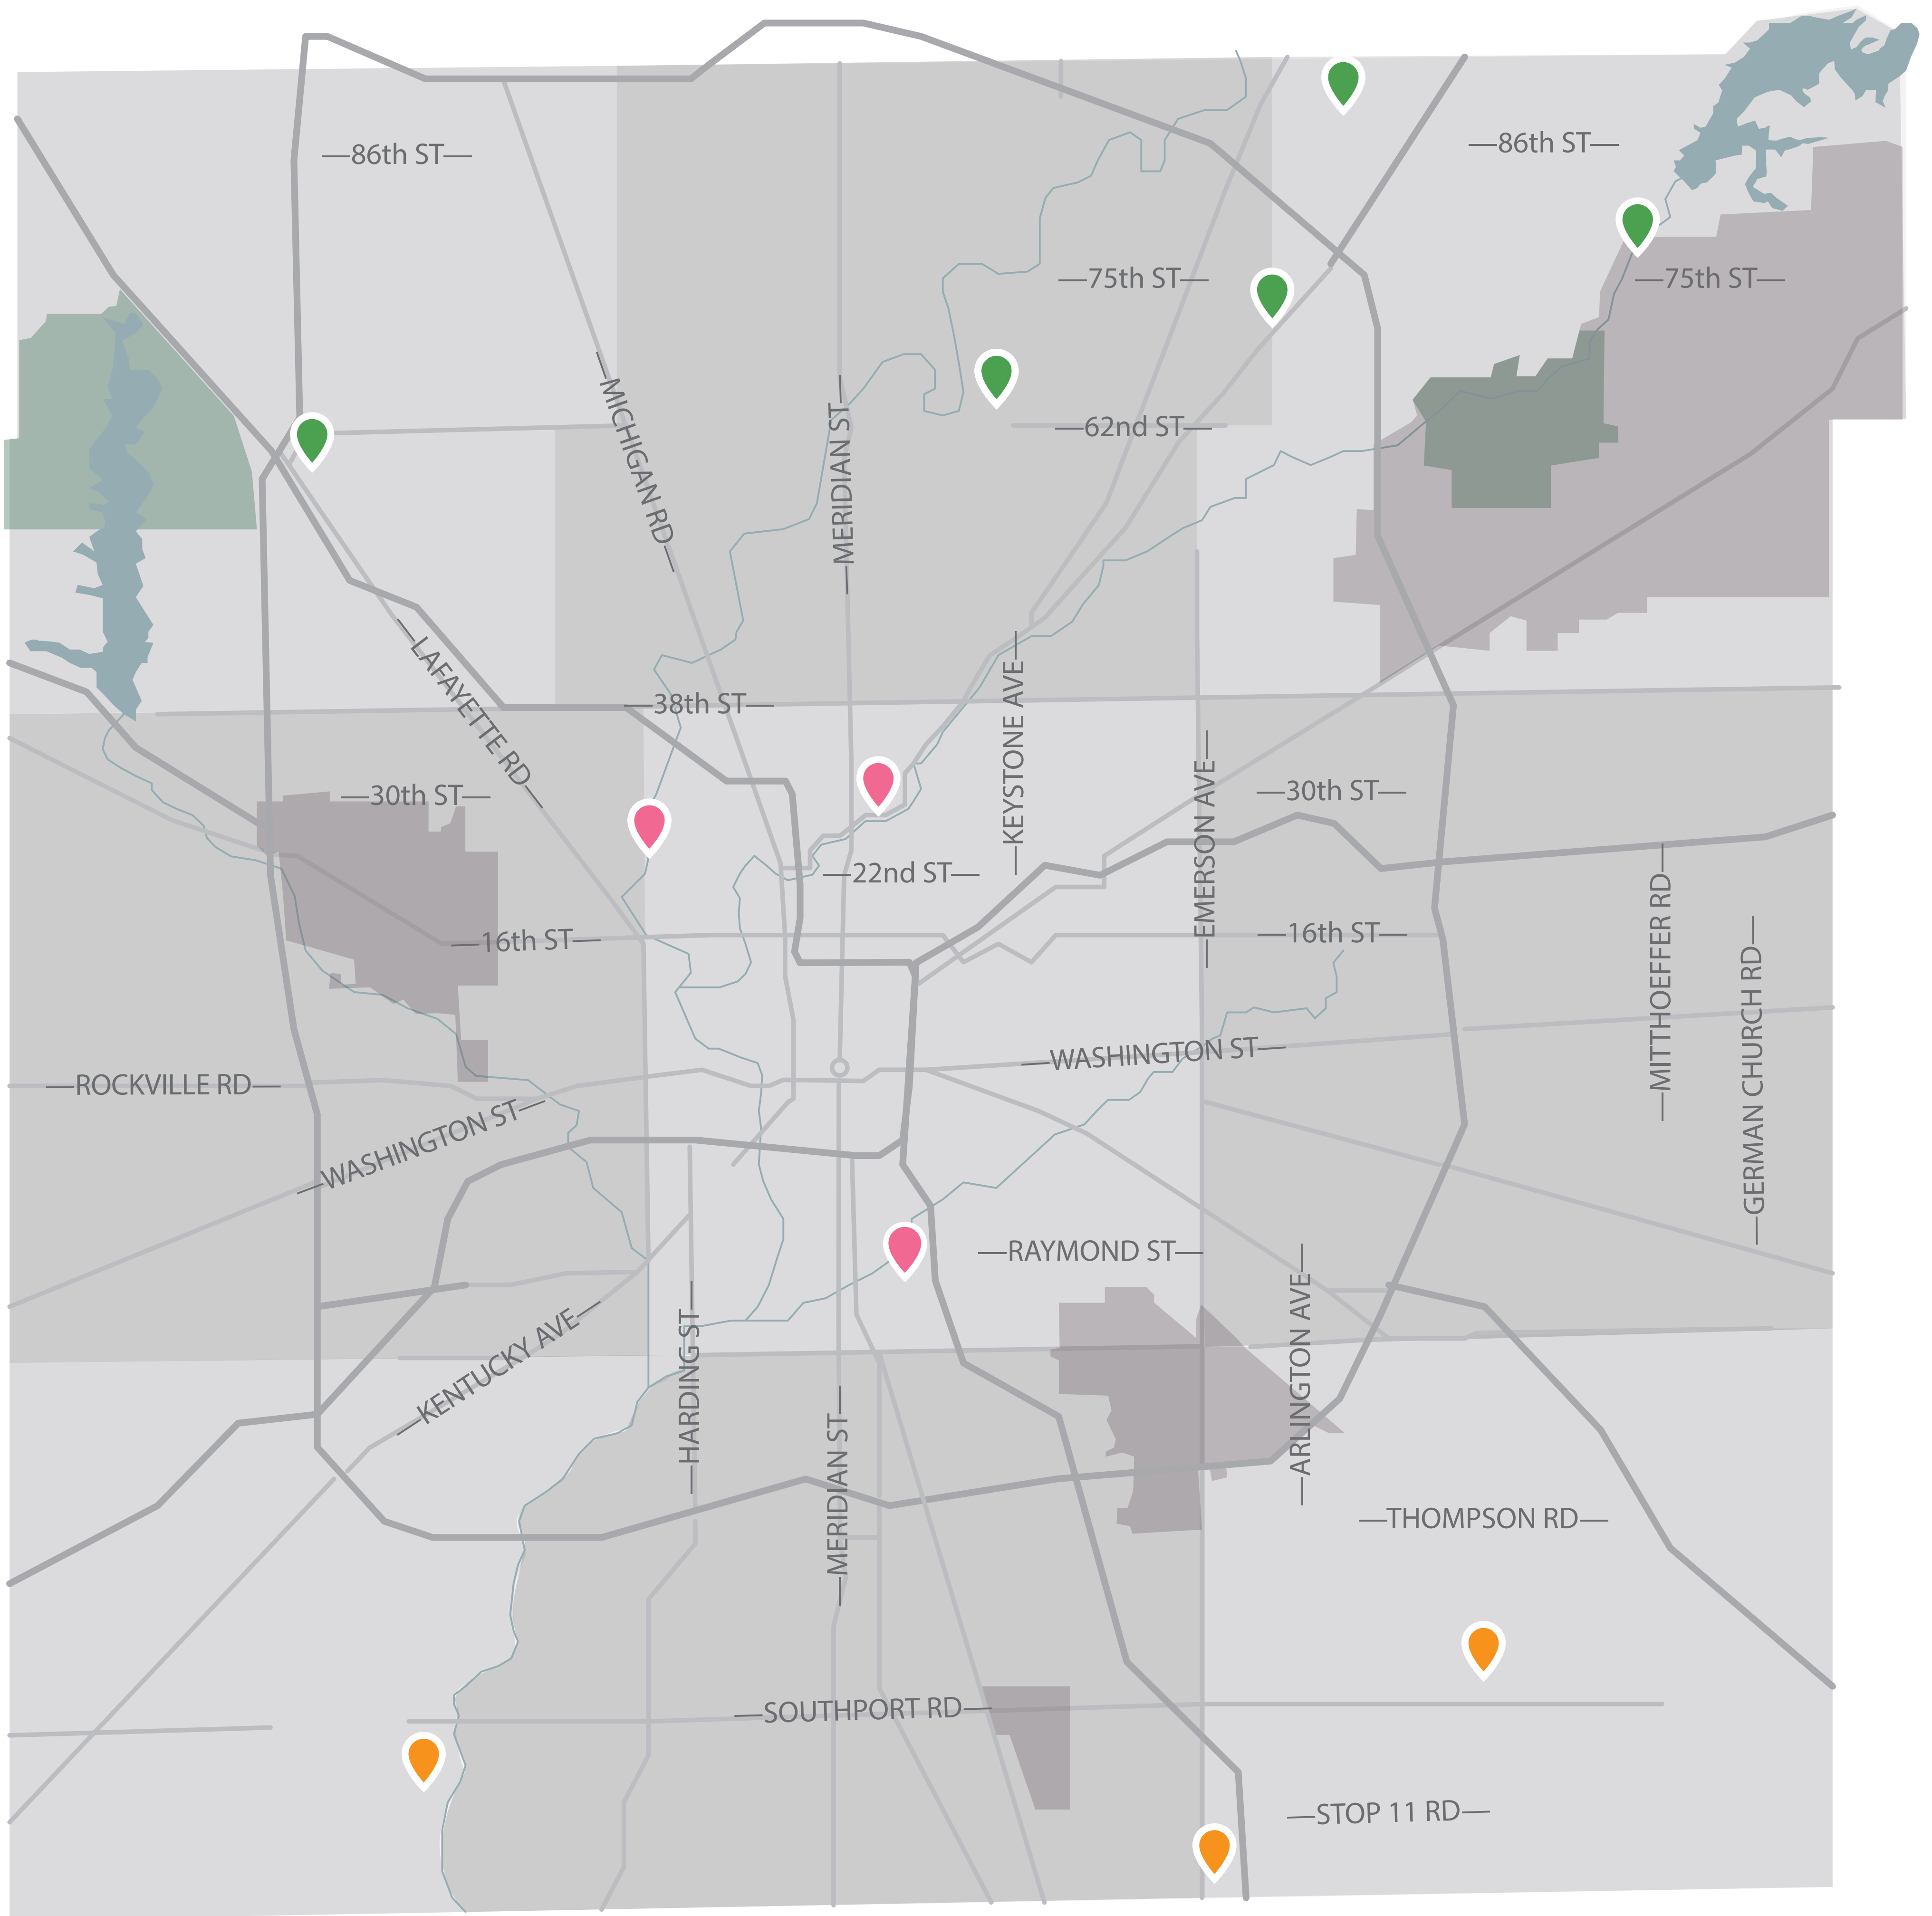 86th ST
86th ST
75th ST
75th ST
MICHIGAN RD
MERIDIAN ST
62nd ST
LAFAYETTE RD
38th ST
KEYSTONE AVE
30th ST
EMERSON AVE
30th ST
22nd ST
16th ST
16th ST
MITTHOEFFER RD
GERMAN CHURCH RD
WASHINGTON ST
ROCKVILLE RD
WASHINGTON ST
RAYMOND ST
KENTUCKY AVE
HARDING ST
ARLINGTON AVE
MERIDIAN ST
THOMPSON RD
SOUTHPORT RD
STOP 11 RD